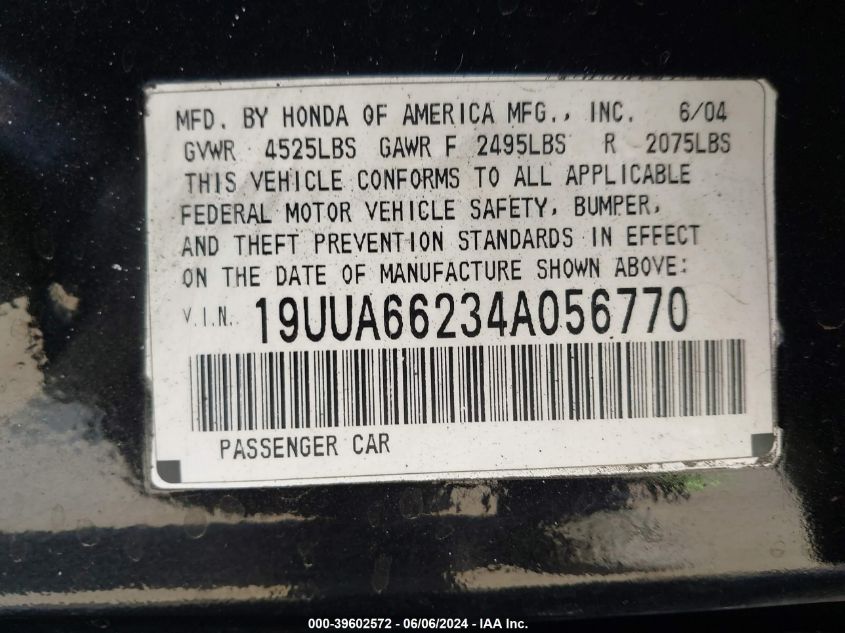 MFD. BY HONDA OF AMERICA MFG., INC. 6/04
GVWR 4525LBS GAWR F 2495LBS R 2075LBS
THIS VEHICLE CONFORMS TO ALL APPLICABLE
FEDERAL MOTOR VEHICLE SAFETY, BUMPER,
AND THEFT PREVENTION STANDARDS IN EFFECT
ON THE DATE OF MANUFACTURE SHOWN ABOVE:
V.I.N. 19UUA66234A056770
PASSENGER CAR
000-39602572 - 06/06/2024 - IAA Inc.